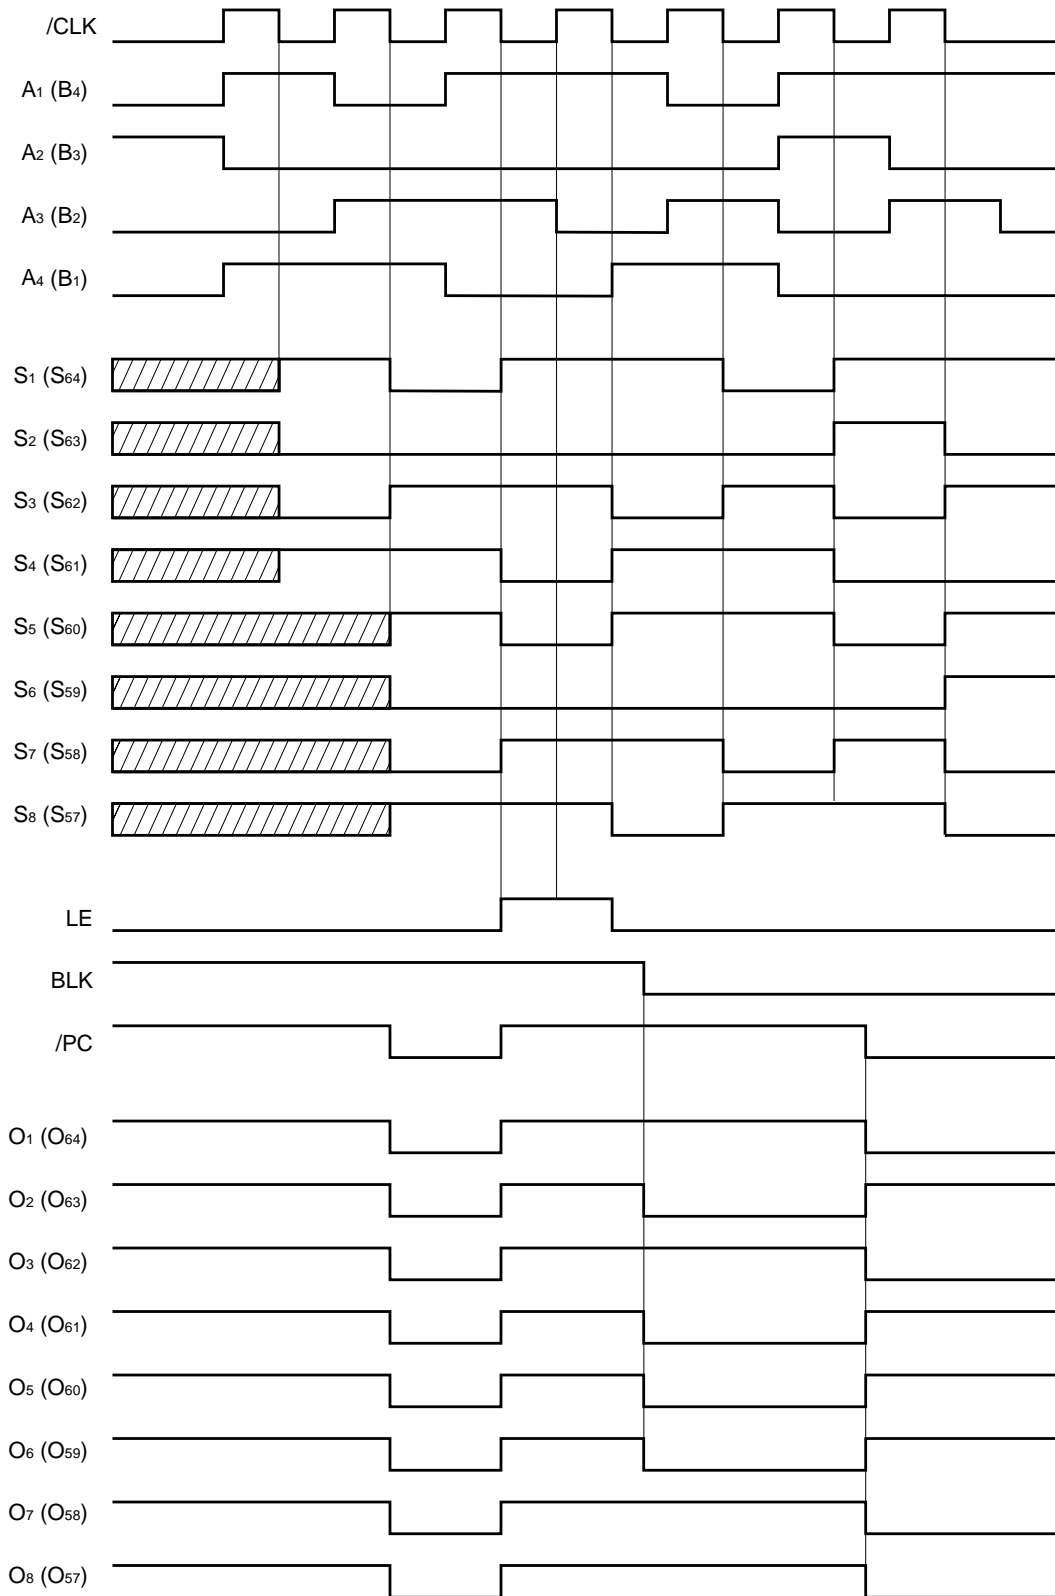 /CLK
A1 (B4)
A2 (B3)
A3 (B2)
A4 (B1)
S1 (S64)
S2 (S63)
S3 (S62)
S4 (S61)
S5 (S60)
S6 (S59)
S7 (S58)
S8 (S57)
LE
BLK
/PC
O1 (O64)
O2 (O63)
O3 (O62)
O4 (O61)
O5 (O60)
O6 (O59)
O7 (O58)
O8 (O57)